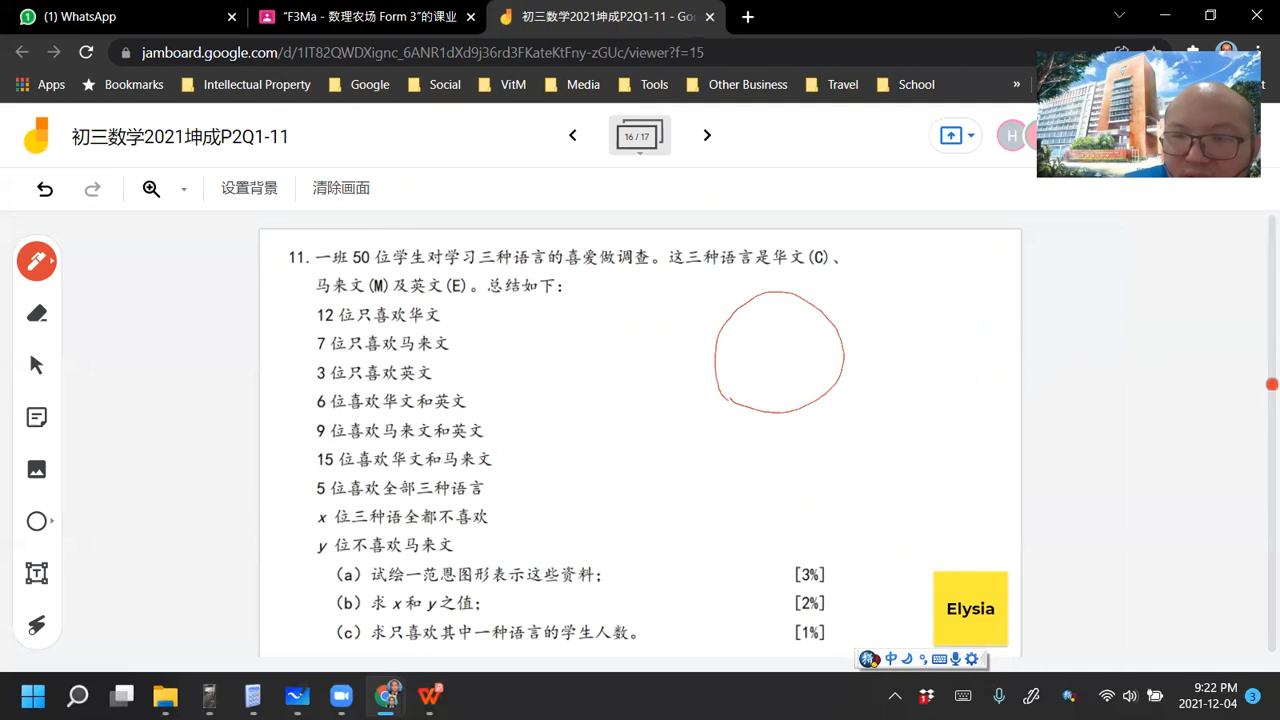 (1) WhatsApp
"F3Ma - 数理农场 Form 3"的课业
初三数学2021坤成P2Q1-11 - Go
jamboard.google.com/d/1IT82QWDXignc_6ANR1dXd9j36rd3FKateKtFny-zGUc/viewer?f=15
Apps
Bookmarks
Intellectual Property
Google
Social
VitM
Media
Tools
Other Business
Travel
School
»
初三数学2021坤成P2Q1-11
16 / 17
H
设置背景
清除画面
11. 一班 50 位学生对学习三种语言的喜爱做调查。这三种语言是华文(C)、
马来文(M)及英文(E)。总结如下:
12 位只喜欢华文
7 位只喜欢马来文
3 位只喜欢英文
6 位喜欢华文和英文
9 位喜欢马来文和英文
15 位喜欢华文和马来文
5 位喜欢全部三种语言
x 位三种语全都不喜欢
y 位不喜欢马来文
(a) 试绘一范恩图形表示这些资料; [3%]
(b) 求 x 和 y 之值; [2%]
(c) 求只喜欢其中一种语言的学生人数。 [1%]
Elysia
中
9:22 PM
2021-12-04
3